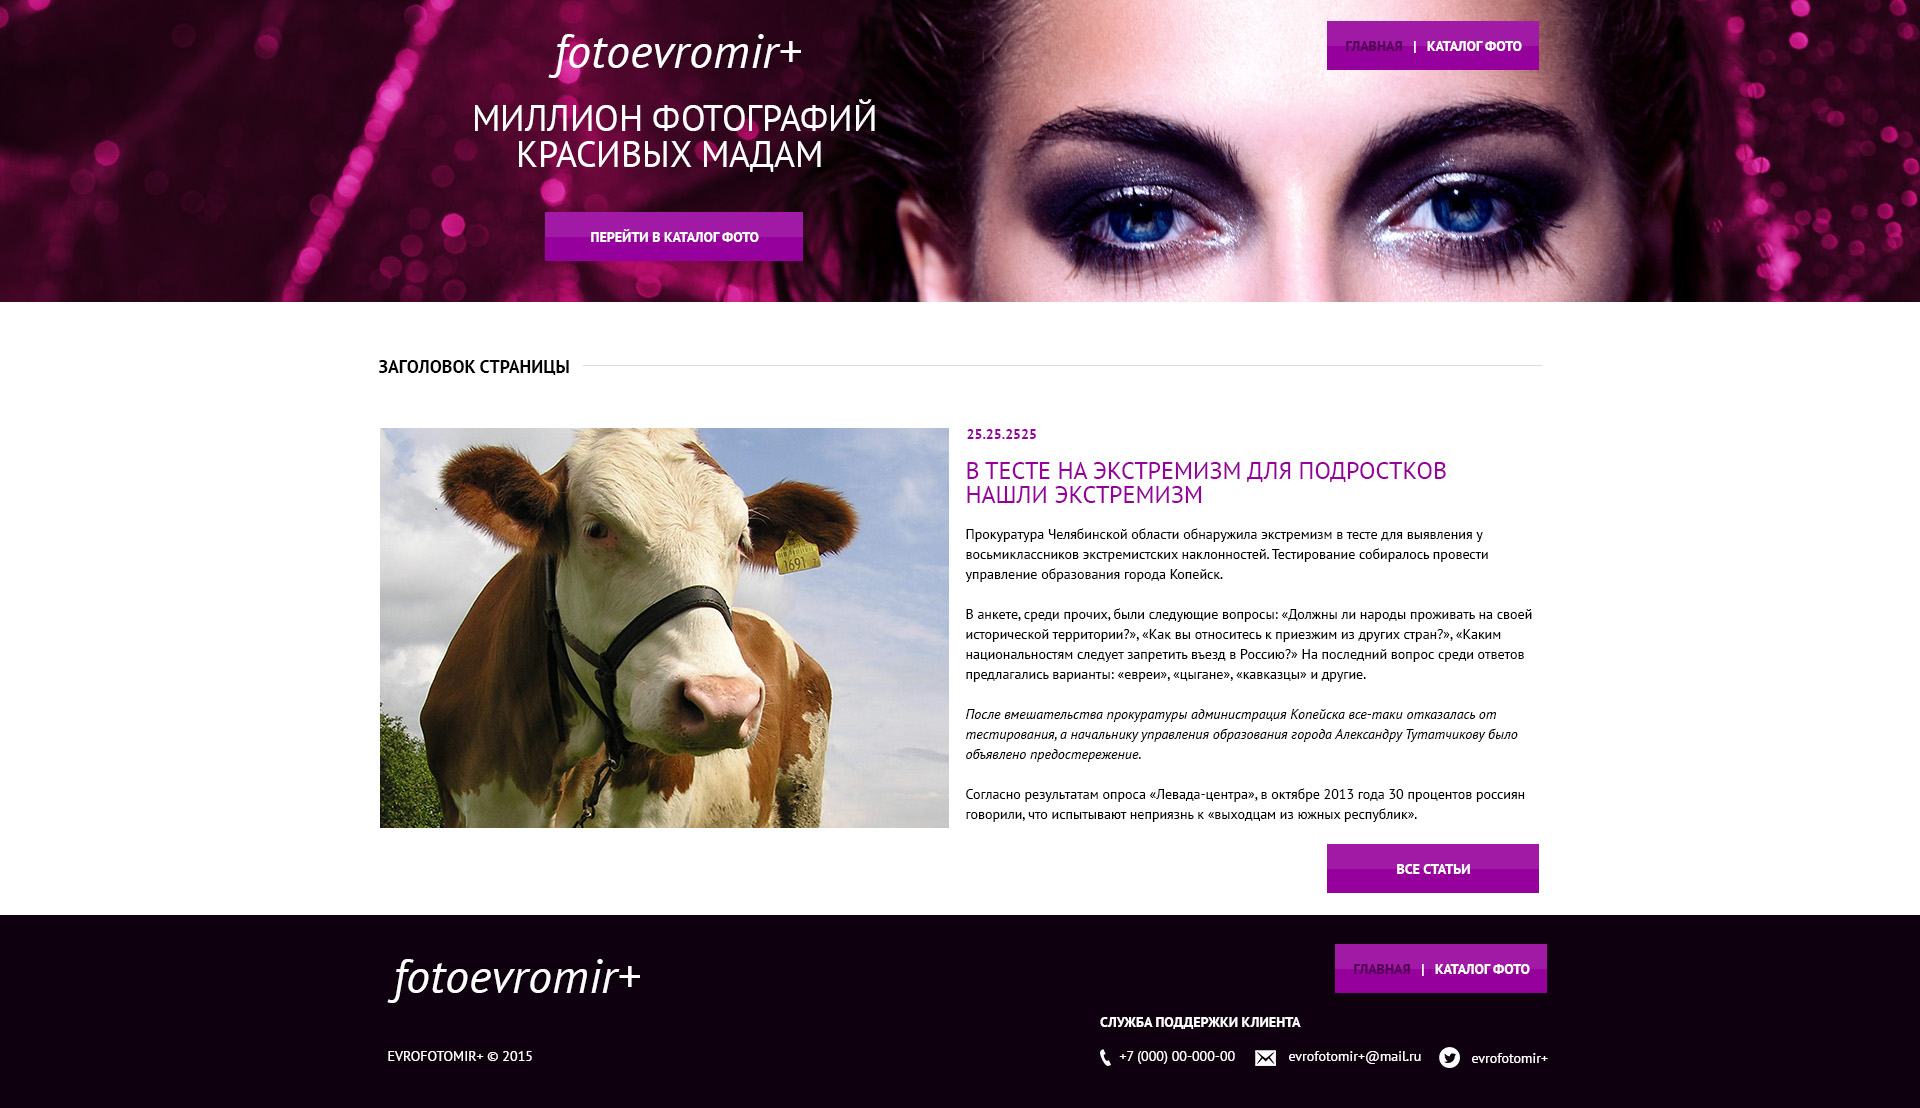 fotoevromir+
ГЛАВНАЯ | КАТАЛОГ ФОТО
МИЛЛИОН ФОТОГРАФИЙ
КРАСИВЫХ МАДАМ
ПЕРЕЙТИ В КАТАЛОГ ФОТО
ЗАГОЛОВОК СТРАНИЦЫ
1691
25.25.2525
В ТЕСТЕ НА ЭКСТРЕМИЗМ ДЛЯ ПОДРОСТКОВ
НАШЛИ ЭКСТРЕМИЗМ
Прокуратура Челябинской области обнаружила экстремизм в тесте для выявления у
восьмиклассников экстремистских наклонностей. Тестирование собиралось провести
управление образования города Копейск.
В анкете, среди прочих, были следующие вопросы: «Должны ли народы проживать на своей
исторической территории?», «Как вы относитесь к приезжим из других стран?», «Каким
национальностям следует запретить въезд в Россию?» На последний вопрос среди ответов
предлагались варианты: «евреи», «цыгане», «кавказцы» и другие.
После вмешательства прокуратуры администрация Копейска все-таки отказалась от
тестирования, а начальнику управления образования города Александру Тутатчикову было
объявлено предостережение.
Согласно результатам опроса «Левада-центра», в октябре 2013 года 30 процентов россиян
говорили, что испытывают неприязнь к «выходцам из южных республик».
ВСЕ СТАТЬИ
fotoevromir+
ГЛАВНАЯ | КАТАЛОГ ФОТО
СЛУЖБА ПОДДЕРЖКИ КЛИЕНТА
EVROFOTOMIR+ © 2015
+7 (000) 00-000-00
evrofotomir+@mail.ru
evrofotomir+